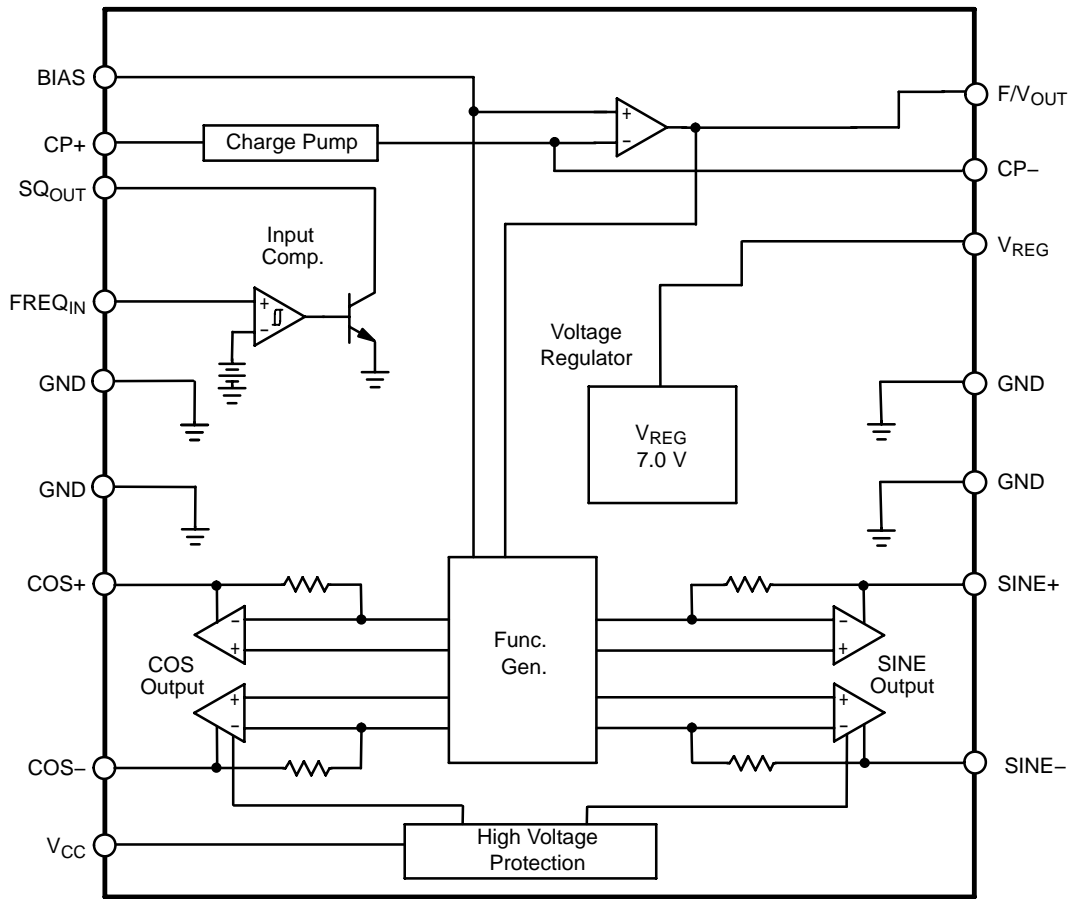 BIAS
F/VOUT
+
−
CP+
Charge Pump
CP−
SQOUT
Input
Comp.
VREG
FREQIN
+
−
Voltage
Regulator
GND
GND
VREG
7.0 V
GND
GND
COS+
SINE+
−
+
COS
Output
Func.
Gen.
−
+
SINE
Output
+
−
+
−
COS−
SINE−
VCC
High Voltage
Protection